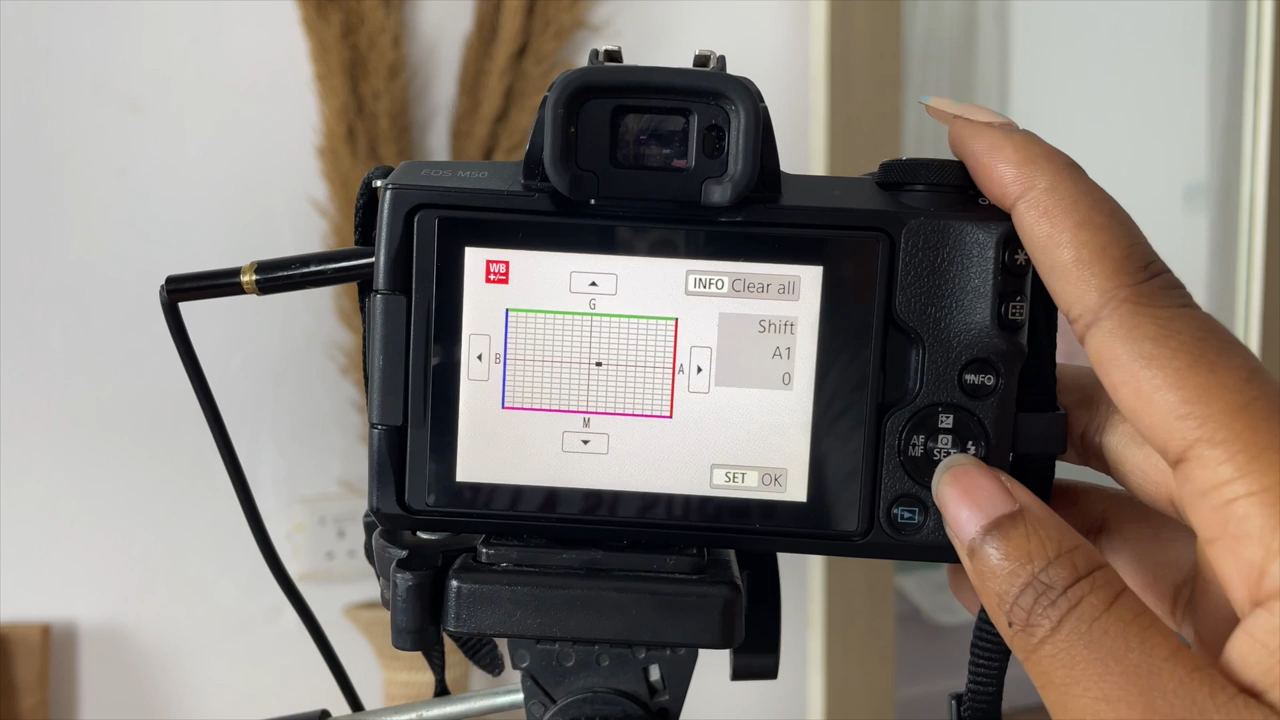 EOS M50
WB
+/-
INFO Clear all
G
B
A
M
Shift
A1
0
SET OK
INFO
AF
MF
Q
SET